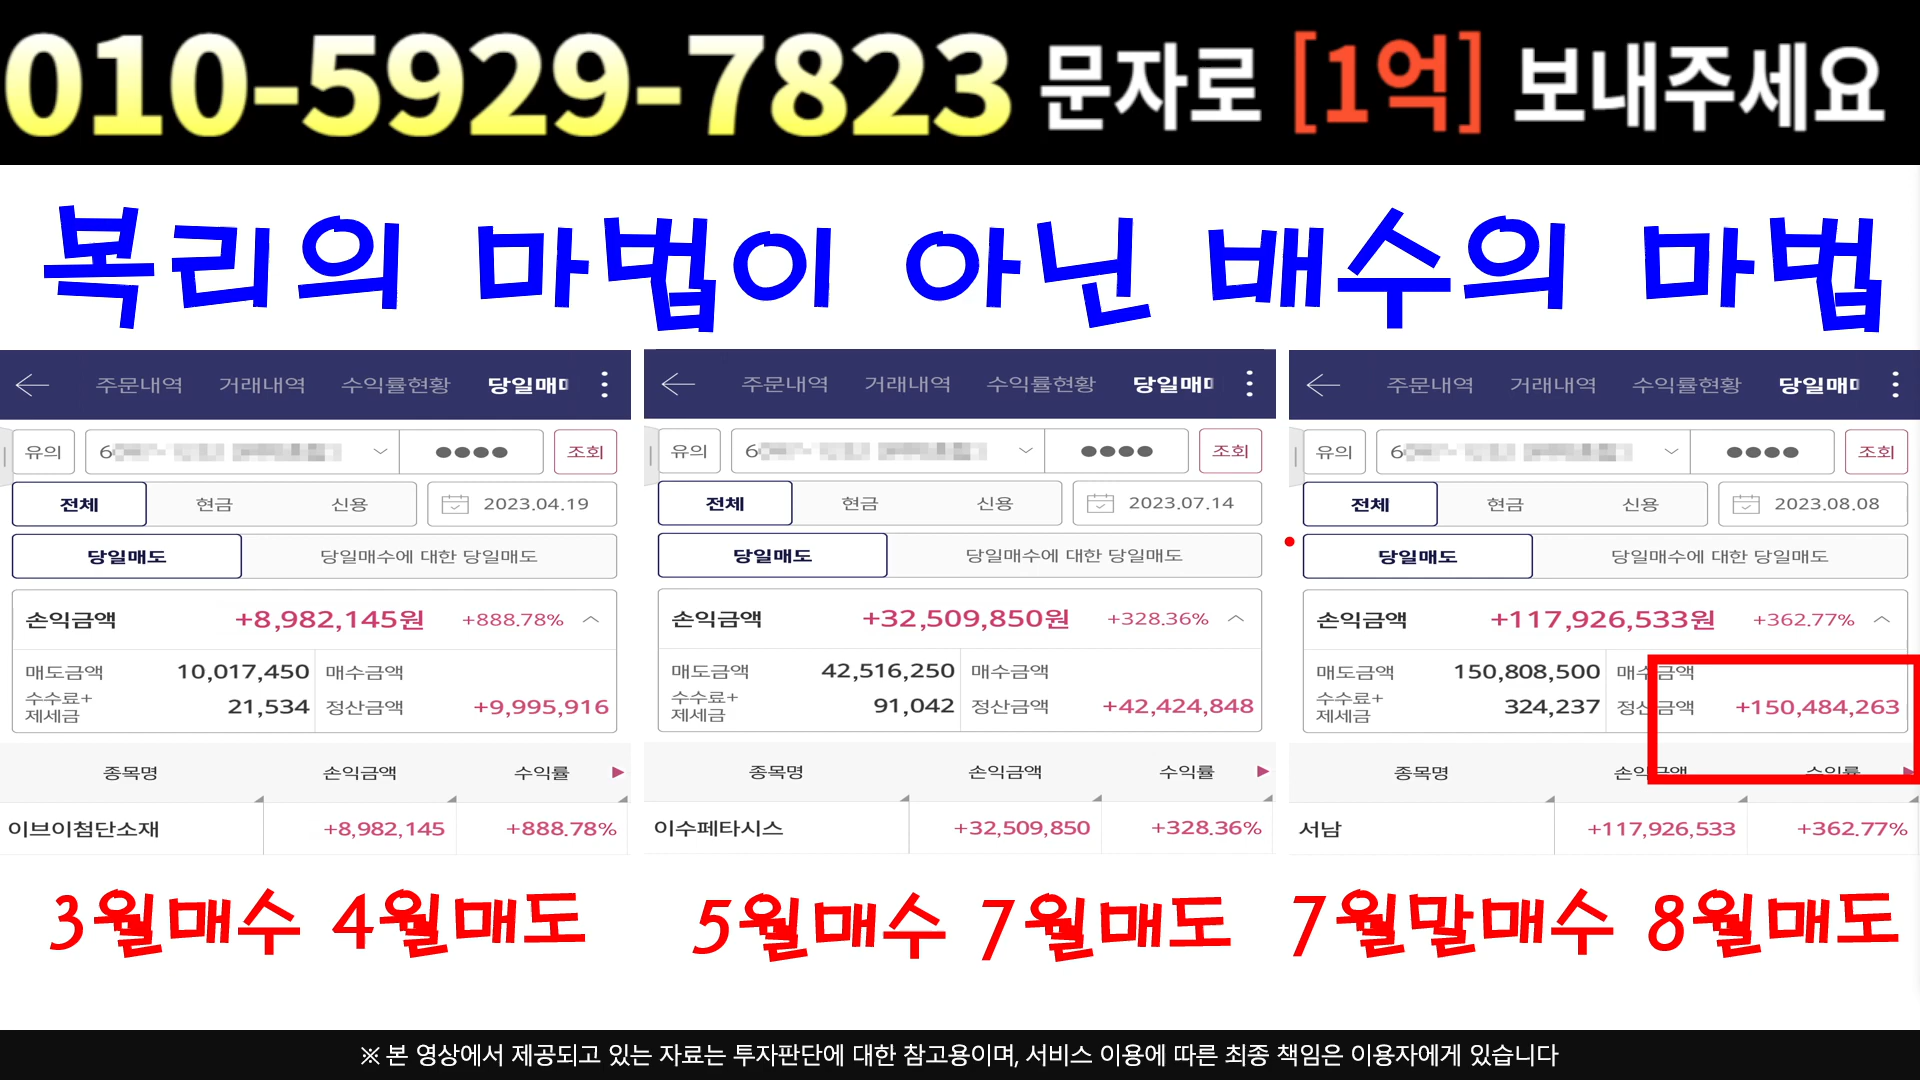 010-5929-7823 문자로 [1억] 보내주세요
복리의 마법이 아닌 배수의 마법
주문내역 거래내역 수익률현황 당일매
유의 6 ●●●● 조회
전체 현금 신용 2023.04.19
당일매도 당일매수에 대한 당일매도
손익금액 +8,982,145원 +888.78%
매도금액 10,017,450 매수금액
수수료+
제세금 21,534 정산금액 +9,995,916
종목명 손익금액 수익률
이브이첨단소재 +8,982,145 +888.78%
3월매수 4월매도
주문내역 거래내역 수익률현황 당일매
유의 6 ●●●● 조회
전체 현금 신용 2023.07.14
당일매도 당일매수에 대한 당일매도
손익금액 +32,509,850원 +328.36%
매도금액 42,516,250 매수금액
수수료+
제세금 91,042 정산금액 +42,424,848
종목명 손익금액 수익률
이수페타시스 +32,509,850 +328.36%
5월매수 7월매도
주문내역 거래내역 수익률현황 당일매
유의 6 ●●●● 조회
전체 현금 신용 2023.08.08
당일매도 당일매수에 대한 당일매도
손익금액 +117,926,533원 +362.77%
매도금액 150,808,500 매수금액
수수료+
제세금 324,237 정산금액 +150,484,263
종목명 손익금액 수익률
서남 +117,926,533 +362.77%
7월말매수 8월매도
※ 본 영상에서 제공되고 있는 자료는 투자판단에 대한 참고용이며, 서비스 이용에 따른 최종 책임은 이용자에게 있습니다